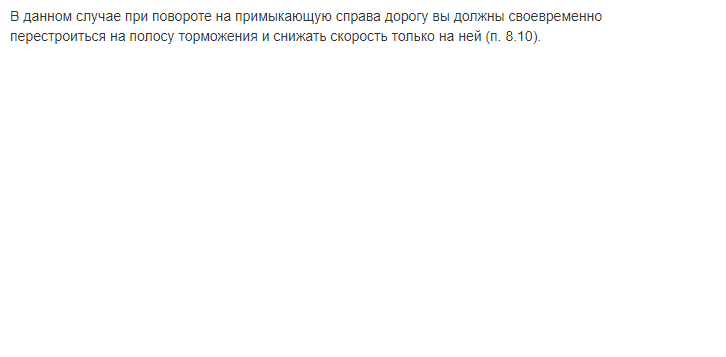 В данном случае при повороте на примыкающую справа дорогу вы должны своевременно
перестроиться на полосу торможения и снижать скорость только на ней (п. 8.10).